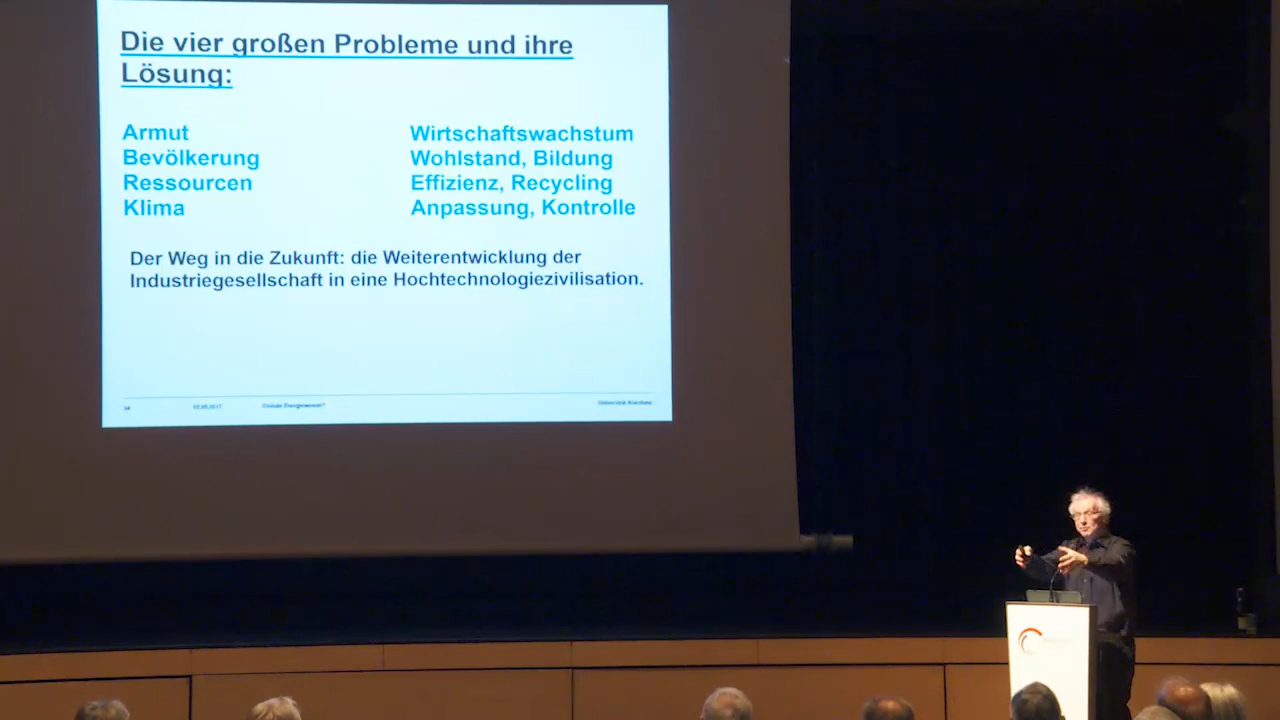 Die vier großen Probleme und ihre
Lösung:
Armut Wirtschaftswachstum
Bevölkerung Wohlstand, Bildung
Ressourcen Effizienz, Recycling
Klima Anpassung, Kontrolle
Der Weg in die Zukunft: die Weiterentwicklung der
Industriegesellschaft in eine Hochtechnologiezivilisation.